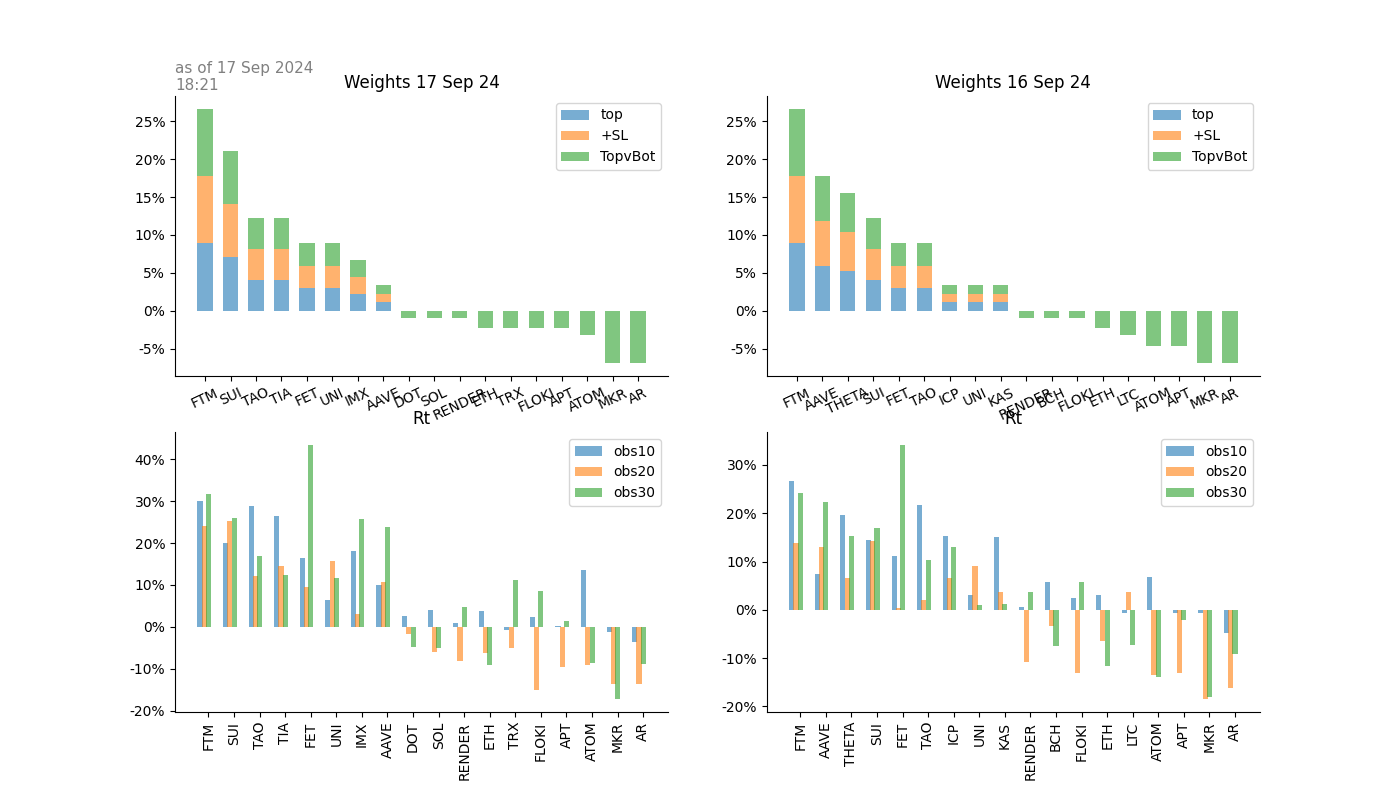 as of 17 Sep 2024
18:21
Weights 17 Sep 24
25%
20%
15%
10%
5%
0%
-5%
top
+SL
TopvBot
FTM SUI TAO TIA FET UNI IMX AAVE DOT SOL RENDER ETH TRX FLOKI APT ATOM MKR AR
Weights 16 Sep 24
25%
20%
15%
10%
5%
0%
-5%
top
+SL
TopvBot
FTM AAVE THETA SUI FET TAO ICP UNI KAS RENDER BCH FLOKI ETH LTC ATOM APT MKR AR
Rt
40%
30%
20%
10%
0%
-10%
-20%
obs10
obs20
obs30
FTM SUI TAO TIA FET UNI IMX AAVE DOT SOL RENDER ETH TRX FLOKI APT ATOM MKR AR
Rt
30%
20%
10%
0%
-10%
-20%
obs10
obs20
obs30
FTM AAVE THETA SUI FET TAO ICP UNI KAS RENDER BCH FLOKI ETH LTC ATOM APT MKR AR